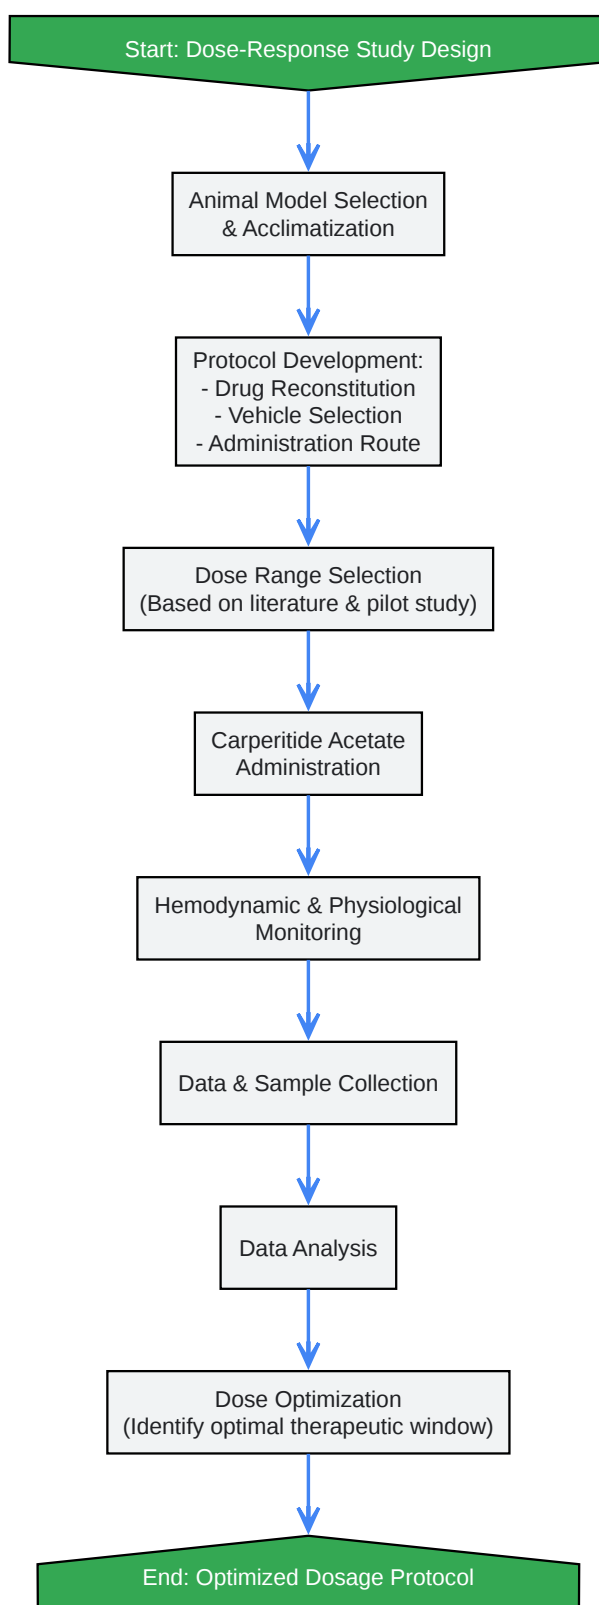 Start: Dose-Response Study Design
Animal Model Selection
& Acclimatization
Protocol Development:
- Drug Reconstitution
- Vehicle Selection
- Administration Route
Dose Range Selection
(Based on literature & pilot study)
Carperitide Acetate
Administration
Hemodynamic & Physiological
Monitoring
Data & Sample Collection
Data Analysis
Dose Optimization
(Identify optimal therapeutic window)
End: Optimized Dosage Protocol